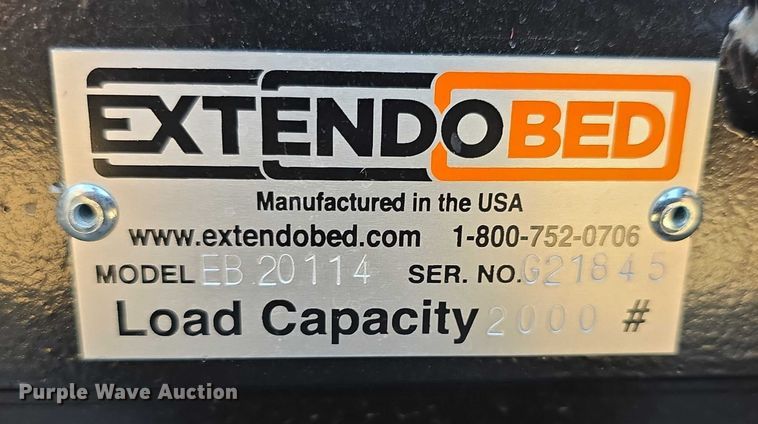 EXTENDOBED
Manufactured in the USA
www.extendobed.com 1-800-752-0706
MODEL EB 20114 SER. NO. G21845
Load Capacity 2000 #
Purple Wave Auction